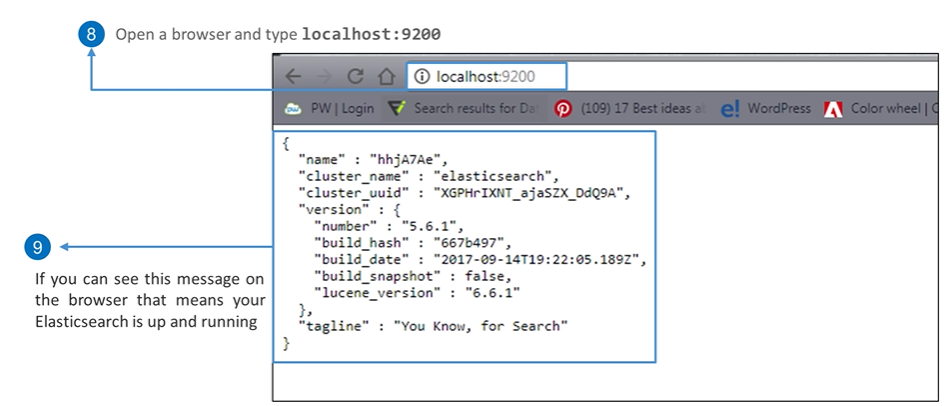 8 Open a browser and type localhost:9200
localhost:9200
PW | Login Search results for Da (109) 17 Best ideas a WordPress Color wheel | C
{
"name" : "hhjA7Ae",
"cluster_name" : "elasticsearch",
"cluster_uuid" : "XGPHrIXNT_ajaSZX_DdQ9A",
"version" : {
"number" : "5.6.1",
"build_hash" : "667b497",
"build_date" : "2017-09-14T19:22:05.189Z",
"build_snapshot" : false,
"lucene_version" : "6.6.1"
},
"tagline" : "You Know, for Search"
}
9
If you can see this message on
the browser that means your
Elasticsearch is up and running